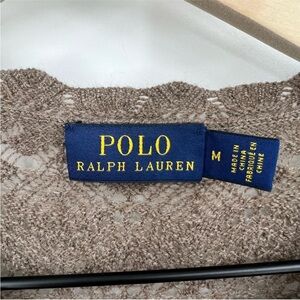 POLO
RALPH LAUREN
M
MADE IN
CHINA
FABRIQUÉ EN
CHINE